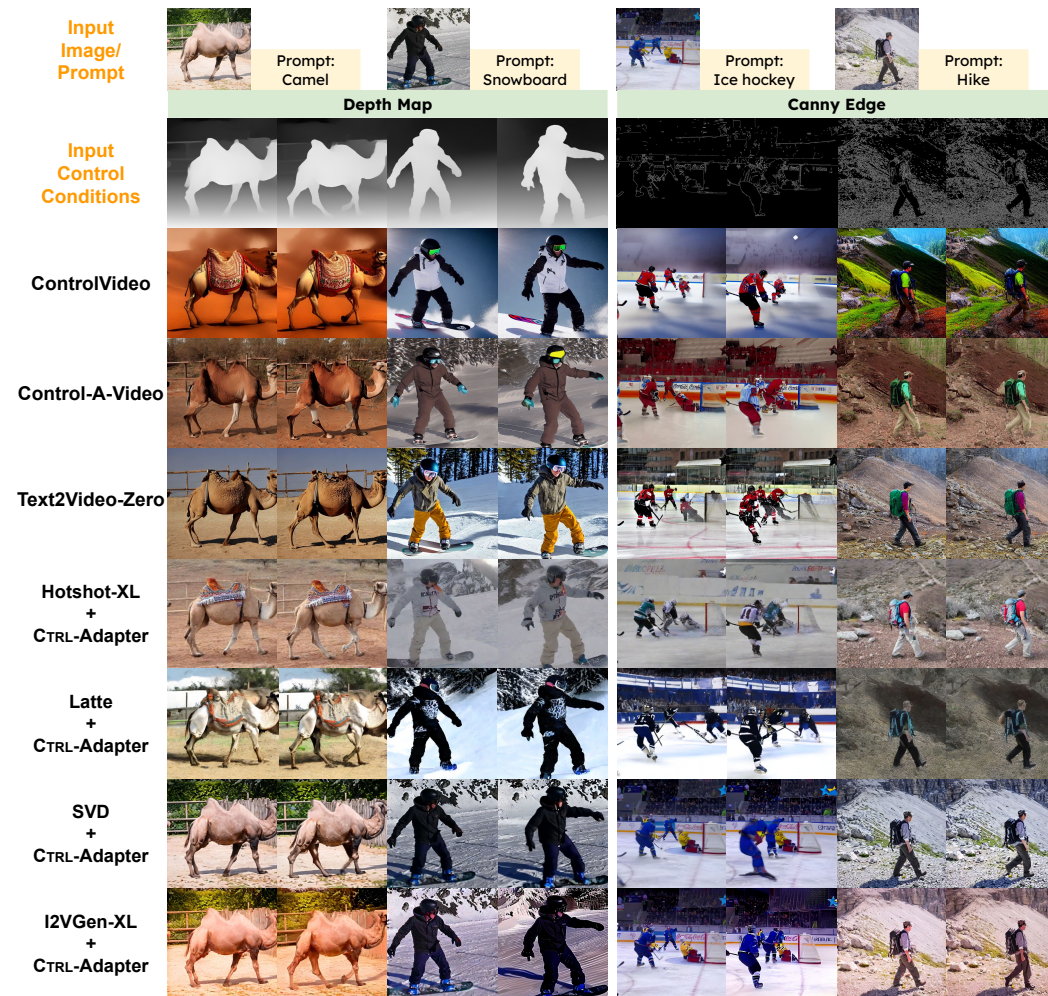 Input
Image/
Prompt
Prompt:
Camel
Prompt:
Snowboard
Prompt:
Ice hockey
Prompt:
Hike
Depth Map
Canny Edge
Input
Control
Conditions
ControlVideo
Control-A-Video
Text2Video-Zero
Hotshot-XL
+
CTRL-Adapter
Latte
+
CTRL-Adapter
SVD
+
CTRL-Adapter
I2VGen-XL
+
CTRL-Adapter